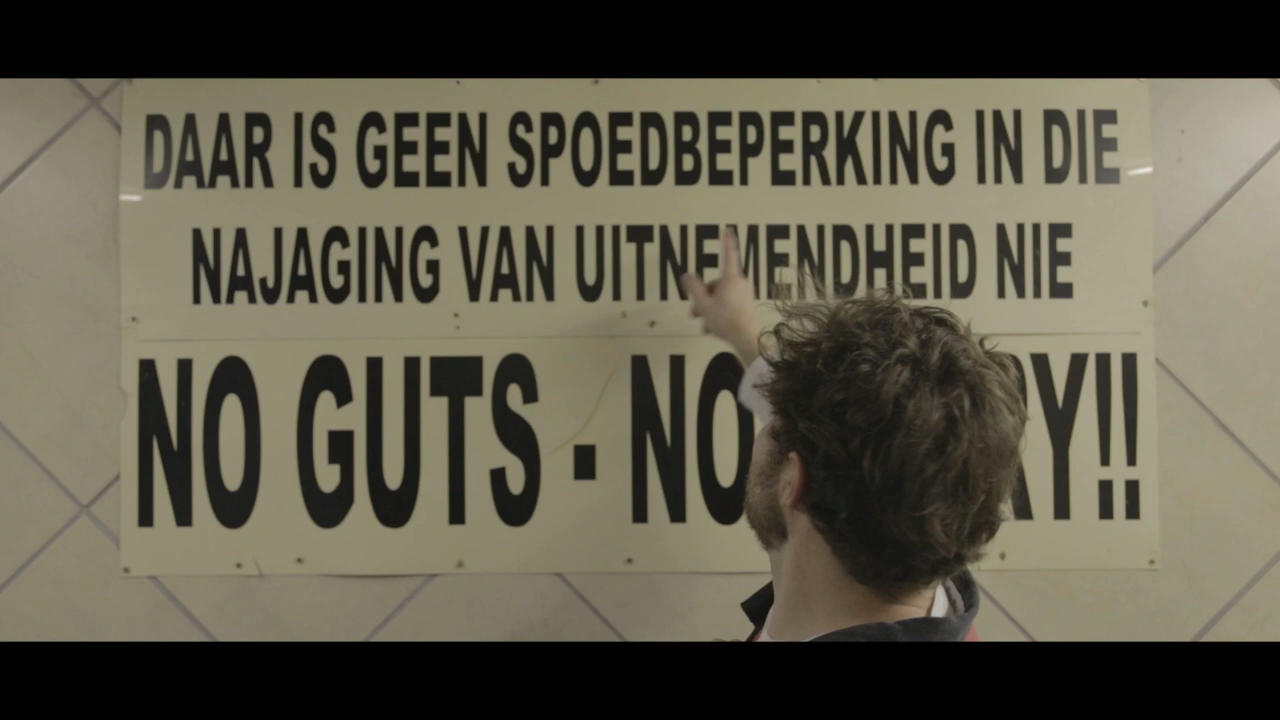 DAAR IS GEEN SPOEDBEPERKING IN DIE
NAJAGING VAN UITNEMENDHEID NIE
NO GUTS - NO